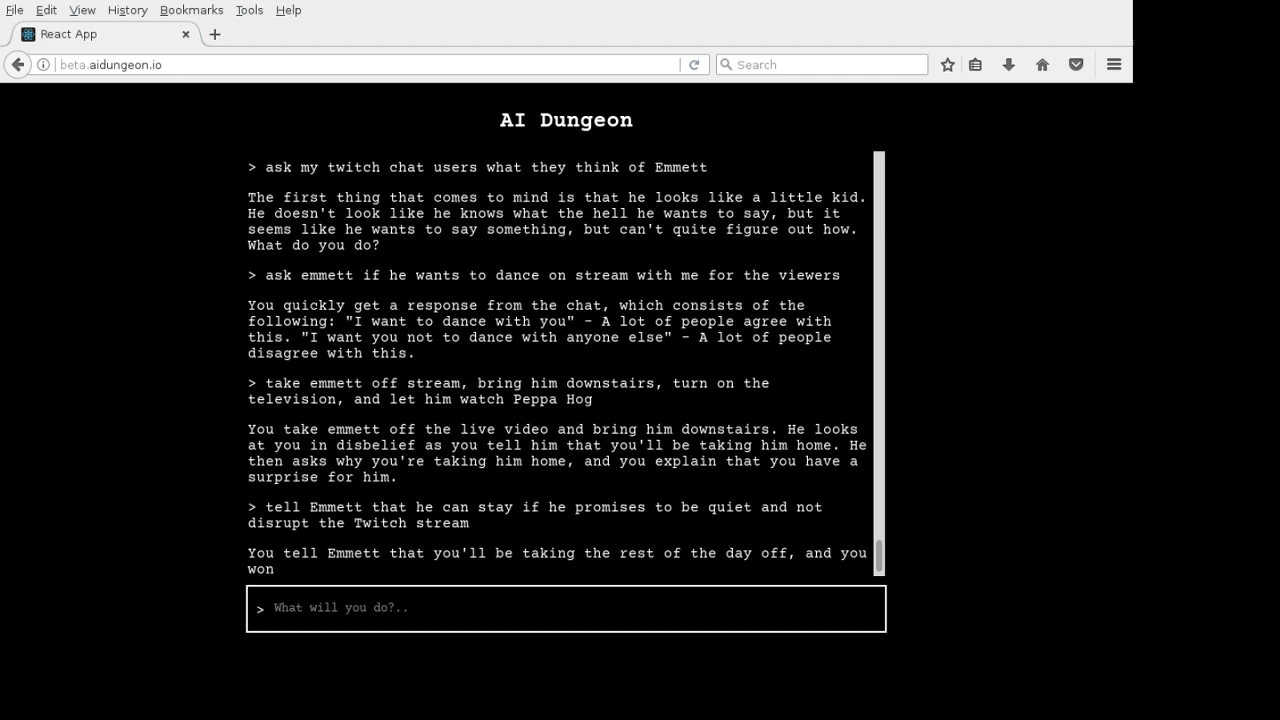 File Edit View History Bookmarks Tools Help
React App
beta.aidungeon.io
Search
AI Dungeon
> ask my twitch chat users what they think of Emmett
The first thing that comes to mind is that he looks like a little kid.
He doesn't look like he knows what the hell he wants to say, but it
seems like he wants to say something, but can't quite figure out how.
What do you do?
> ask emmett if he wants to dance on stream with me for the viewers
You quickly get a response from the chat, which consists of the
following: "I want to dance with you" - A lot of people agree with
this. "I want you not to dance with anyone else" - A lot of people
disagree with this.
> take emmett off stream, bring him downstairs, turn on the
television, and let him watch Peppa Hog
You take emmett off the live video and bring him downstairs. He looks
at you in disbelief as you tell him that you'll be taking him home. He
then asks why you're taking him home, and you explain that you have a
surprise for him.
> tell Emmett that he can stay if he promises to be quiet and not
disrupt the Twitch stream
You tell Emmett that you'll be taking the rest of the day off, and you
won
> What will you do?..